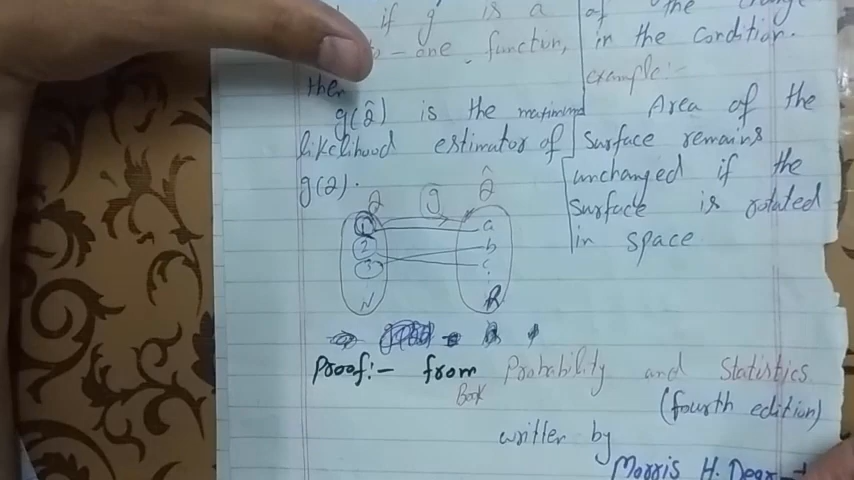 if g is a
one function,
then
g(∂̂) is the maximum
likelihood estimator of
g(∂).
of the change
in the condition.
example:-
Area of the
surface remains
unchanged if the
surface is rotated
in space
∂ g ∂̂
1 a
2 b
3 c
N R
Proof:- from Probability and Statistics
Book
(fourth edition)
written by
Morris H. Degr